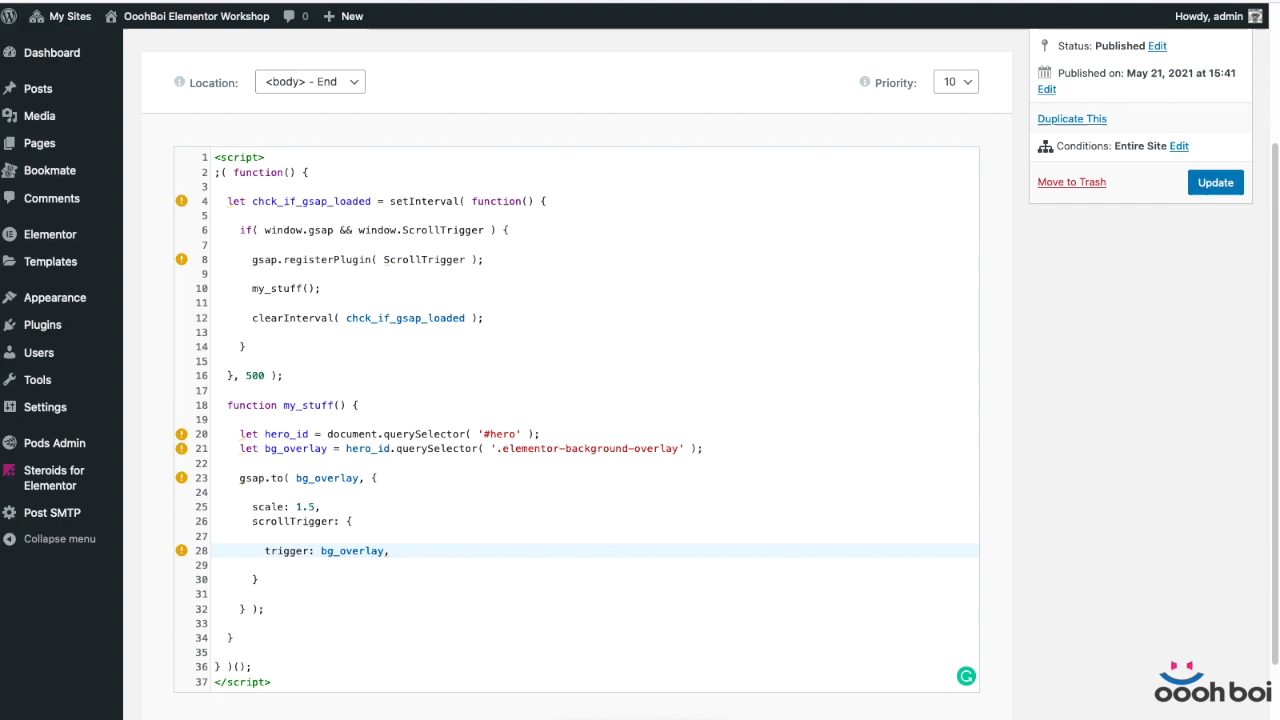 My Sites OoohBoi Elementor Workshop 0 New Howdy, admin
Dashboard
Posts
Media
Pages
Bookmate
Comments
Elementor
Templates
Appearance
Plugins
Users
Tools
Settings
Pods Admin
Steroids for
Elementor
Post SMTP
Collapse menu
Location: <body> - End Priority: 10
1 <script>
2 ;( function() {
3
4 let chck_if_gsap_loaded = setInterval( function() {
5
6 if( window.gsap && window.ScrollTrigger ) {
7
8 gsap.registerPlugin( ScrollTrigger );
9
10 my_stuff();
11
12 clearInterval( chck_if_gsap_loaded );
13
14 }
15
16 }, 500 );
17
18 function my_stuff() {
19
20 let hero_id = document.querySelector( '#hero' );
21 let bg_overlay = hero_id.querySelector( '.elementor-background-overlay' );
22
23 gsap.to( bg_overlay, {
24
25 scale: 1.5,
26 scrollTrigger: {
27
28 trigger: bg_overlay,
29
30 }
31
32 } );
33
34 }
35
36 } )();
37 </script>
Status: Published Edit
Published on: May 21, 2021 at 15:41
Edit
Duplicate This
Conditions: Entire Site Edit
Move to Trash Update
oooh boi